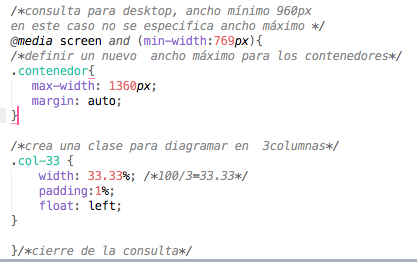 /*consulta para desktop, ancho mínimo 960px
en este caso no se especifica ancho máximo */
@media screen and (min-width:769px){
/*definir un nuevo  ancho máximo para los contenedores*/
.contenedor{
max-width: 1360px;
margin: auto;
}
/*crea una clase para diagramar en  3columnas*/
.col-33 {
width: 33.33%; /*100/3=33.33*/
padding:1%;
float: left;
}
}/*cierre de la consulta*/